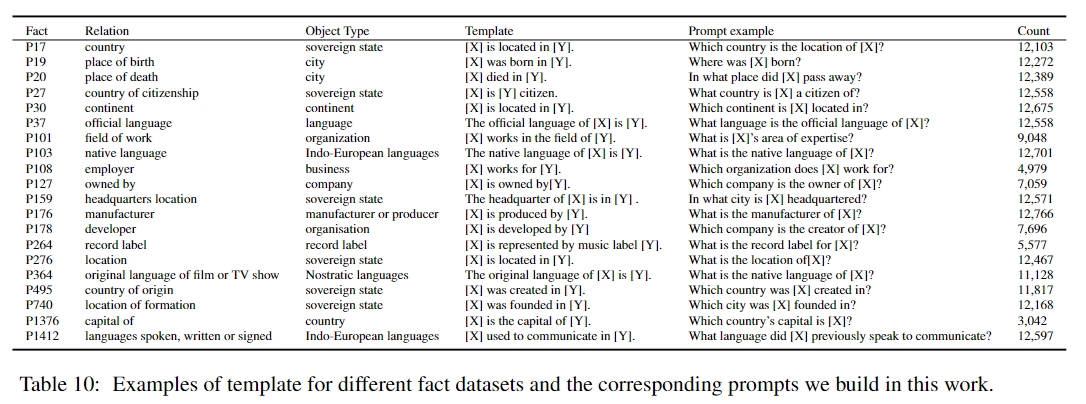 Fact Relation Object Type Template Prompt example Count
P17 country sovereign state [X] is located in [Y]. Which country is the location of [X]? 12,103
P19 place of birth city [X] was born in [Y]. Where was [X] born? 12,272
P20 place of death city [X] died in [Y]. In what place did [X] pass away? 12,389
P27 country of citizenship sovereign state [X] is [Y] citizen. What country is [X] a citizen of? 12,558
P30 continent continent [X] is located in [Y]. Which continent is [X] located in? 12,675
P37 official language language The official language of [X] is [Y]. What language is the official language of [X]? 12,558
P101 field of work organization [X] works in the field of [Y]. What is [X]'s area of expertise? 9,048
P103 native language Indo-European languages The native language of [X] is [Y]. What is the native language of [X]? 12,701
P108 employer business [X] works for [Y]. Which organization does [X] work for? 4,979
P127 owned by company [X] is owned by[Y]. Which company is the owner of [X]? 7,059
P159 headquarters location sovereign state The headquarter of [X] is in [Y] . In what city is [X] headquartered? 12,571
P176 manufacturer manufacturer or producer [X] is produced by [Y]. What is the manufacturer of [X]? 12,766
P178 developer organisation [X] is developed by [Y] Which company is the creator of [X]? 7,696
P264 record label record label [X] is represented by music label [Y]. What is the record label for [X]? 5,577
P276 location sovereign state [X] is located in [Y]. What is the location of[X]? 12,467
P364 original language of film or TV show Nostratic languages The original language of [X] is [Y]. What is the native language of [X]? 11,128
P495 country of origin sovereign state [X] was created in [Y]. Which country was [X] created in? 11,817
P740 location of formation sovereign state [X] was founded in [Y]. Which city was [X] founded in? 12,168
P1376 capital of country [X] is the capital of [Y]. Which country's capital is [X]? 3,042
P1412 languages spoken, written or signed Indo-European languages [X] used to communicate in [Y]. What language did [X] previously speak to communicate? 12,597
Table 10: Examples of template for different fact datasets and the corresponding prompts we build in this work.